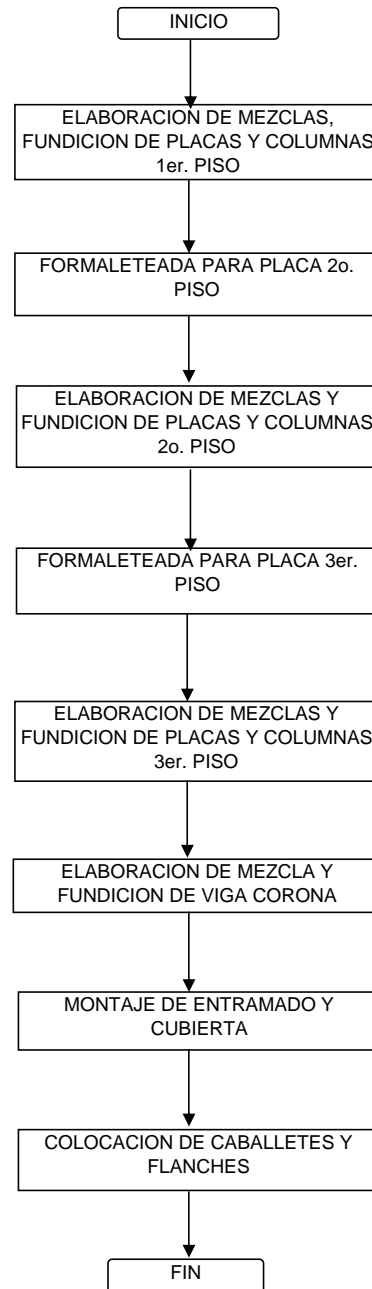 INICIO
ELABORACION DE MEZCLAS,
FUNDICION DE PLACAS Y COLUMNAS
1er. PISO
FORMALETEADA PARA PLACA 2o.
PISO
ELABORACION DE MEZCLAS Y
FUNDICION DE PLACAS Y COLUMNAS
2o. PISO
FORMALETEADA PARA PLACA 3er.
PISO
ELABORACION DE MEZCLAS Y
FUNDICION DE PLACAS Y COLUMNAS
3er. PISO
ELABORACION DE MEZCLA Y
FUNDICION DE VIGA CORONA
MONTAJE DE ENTRAMADO Y
CUBIERTA
COLOCACION DE CABALLETES Y
FLANCHES
FIN